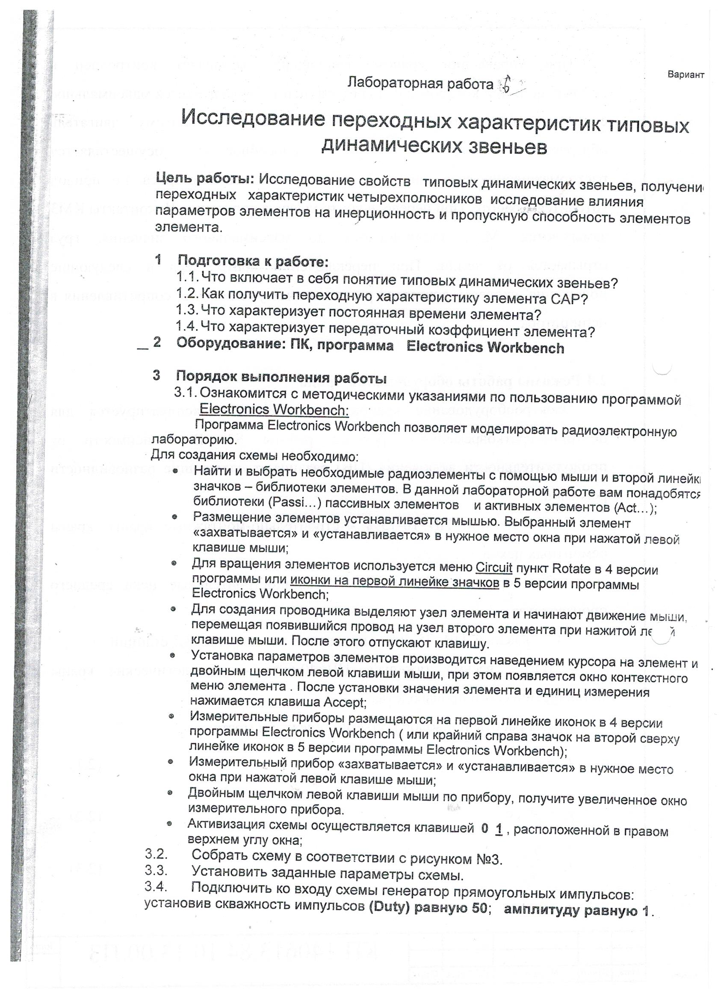 Вариант
Лабораторная работа 6
Исследование переходных характеристик типовых
динамических звеньев
Цель работы: Исследование свойств типовых динамических звеньев, получени
переходных характеристик четырехполюсников исследование влияния
параметров элементов на инерционность и пропускную способность элементов
элемента.
1 Подготовка к работе:
1.1. Что включает в себя понятие типовых динамических звеньев?
1.2. Как получить переходную характеристику элемента САР?
1.3. Что характеризует постоянная времени элемента?
1.4. Что характеризует передаточный коэффициент элемента?
2 Оборудование: ПК, программа Electronics Workbench
3 Порядок выполнения работы
3.1. Ознакомится с методическими указаниями по пользованию программой
Electronics Workbench:
Программа Electronics Workbench позволяет моделировать радиоэлектронную
лабораторию.
Для создания схемы необходимо:
• Найти и выбрать необходимые радиоэлементы с помощью мыши и второй линейки
значков – библиотеки элементов. В данной лабораторной работе вам понадобятся
библиотеки (Passi...) пассивных элементов и активных элементов (Act...);
• Размещение элементов устанавливается мышью. Выбранный элемент
«захватывается» и «устанавливается» в нужное место окна при нажатой левой
клавише мыши;
• Для вращения элементов используется меню Circuit пункт Rotate в 4 версии
программы или иконки на первой линейке значков в 5 версии программы
Electronics Workbench;
• Для создания проводника выделяют узел элемента и начинают движение мыши,
перемещая появившийся провод на узел второго элемента при нажитой ле й
клавише мыши. После этого отпускают клавишу.
• Установка параметров элементов производится наведением курсора на элемент и
двойным щелчком левой клавиши мыши, при этом появляется окно контекстного
меню элемента . После установки значения элемента и единиц измерения
нажимается клавиша Accept;
• Измерительные приборы размещаются на первой линейке иконок в 4 версии
программы Electronics Workbench ( или крайний справа значок на второй сверху
линейке иконок в 5 версии программы Electronics Workbench);
• Измерительный прибор «захватывается» и «устанавливается» в нужное место
окна при нажатой левой клавише мыши;
• Двойным щелчком левой клавиши мыши по прибору, получите увеличенное окно
измерительного прибора.
• Активизация схемы осуществляется клавишей 0 1 , расположенной в правом
верхнем углу окна;
3.2. Собрать схему в соответствии с рисунком №3.
3.3. Установить заданные параметры схемы.
3.4. Подключить ко входу схемы генератор прямоугольных импульсов:
установив скважность импульсов (Duty) равную 50; амплитуду равную 1.